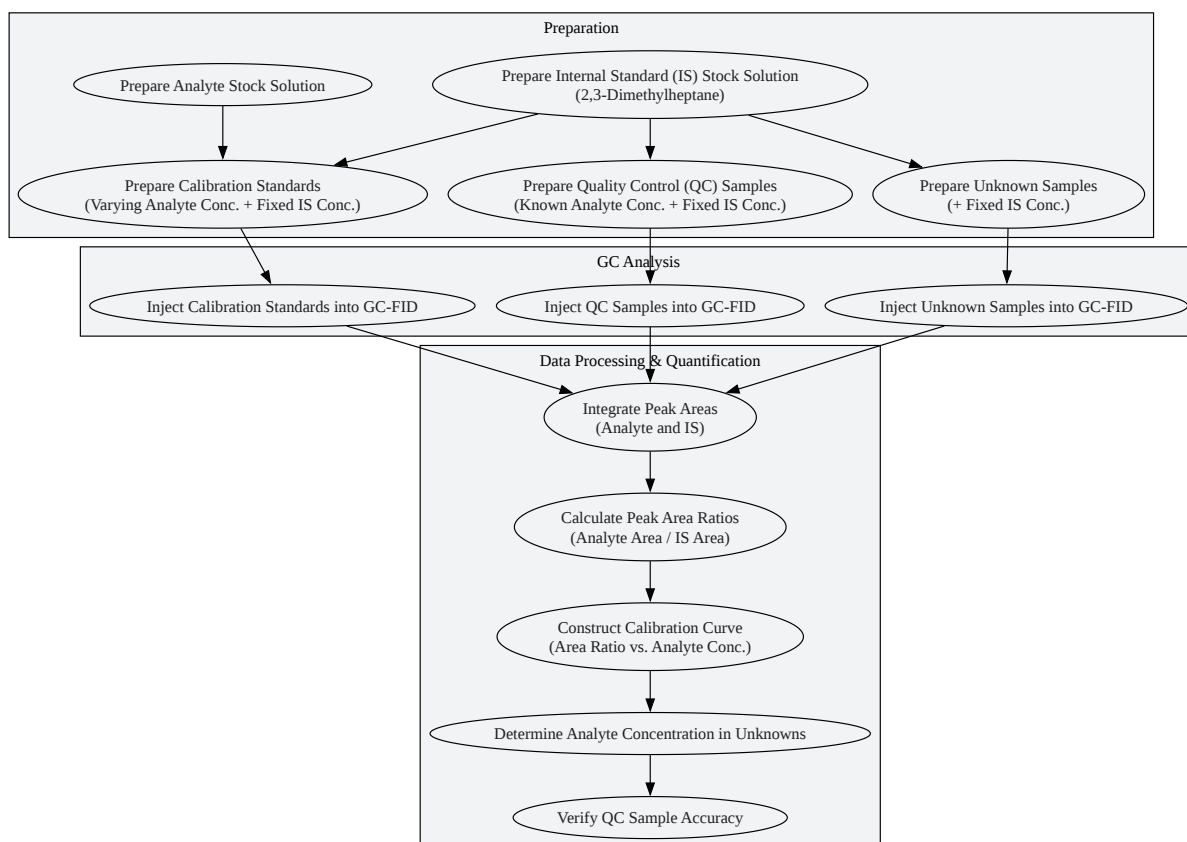 Preparation
Prepare Analyte Stock Solution
Prepare Internal Standard (IS) Stock Solution
(2,3-Dimethylheptane)
Prepare Calibration Standards
(Varying Analyte Conc. + Fixed IS Conc.)
Prepare Quality Control (QC) Samples
(Known Analyte Conc. + Fixed IS Conc.)
Prepare Unknown Samples
(+ Fixed IS Conc.)
GC Analysis
Inject Calibration Standards into GC-FID
Inject QC Samples into GC-FID
Inject Unknown Samples into GC-FID
Data Processing & Quantification
Integrate Peak Areas
(Analyte and IS)
Calculate Peak Area Ratios
(Analyte Area / IS Area)
Construct Calibration Curve
(Area Ratio vs. Analyte Conc.)
Determine Analyte Concentration in Unknowns
Verify QC Sample Accuracy